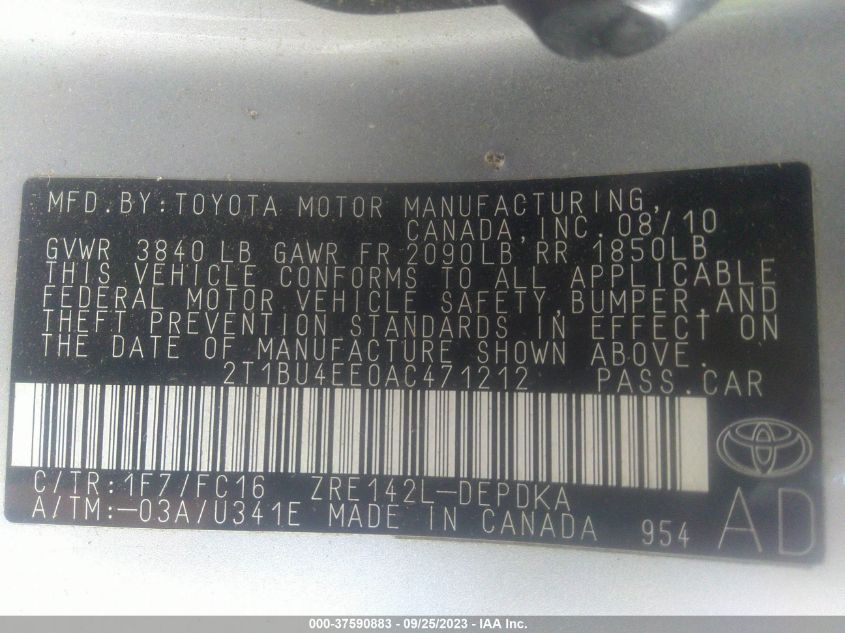 MFD.BY:TOYOTA MOTOR MANUFACTURING,
CANADA, INC. 08/10
GVWR 3840 LB GAWR FR 2090LB RR 1850LB
THIS VEHICLE CONFORMS TO ALL APPLICABLE
FEDERAL MOTOR VEHICLE SAFETY, BUMPER, AND
THEFT PREVENTION STANDARDS IN EFFECT ON
THE DATE OF MANUFACTURE SHOWN ABOVE.
2T1BU4EE0AC471212 PASS.CAR
C/TR:1F7/FC16 ZRE142L-DEPDKA
A/TM:-03A/U341E MADE IN CANADA 954 AD
000-37590883 - 09/25/2023 - IAA Inc.